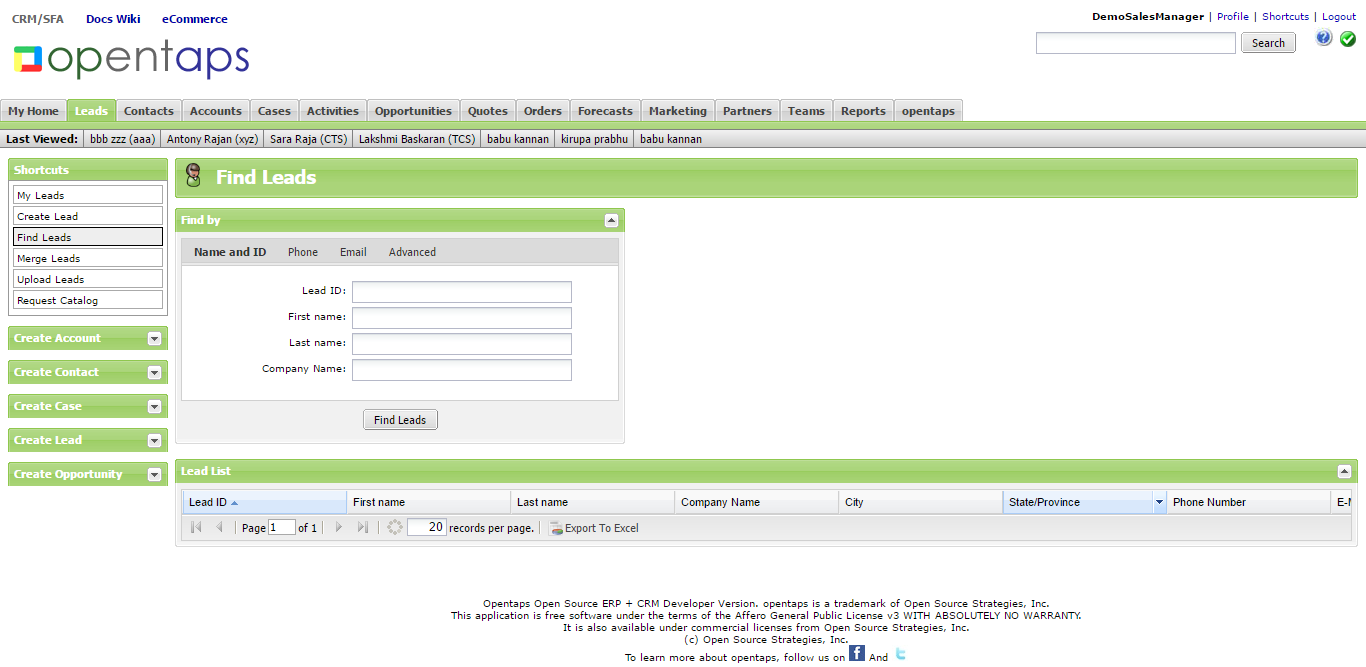 CRM/SFA Docs Wiki eCommerce
DemoSalesManager | Profile | Shortcuts | Logout
opentaps
Search
My Home Leads Contacts Accounts Cases Activities Opportunities Quotes Orders Forecasts Marketing Partners Teams Reports opentaps
Last Viewed: bbb zzz (aaa) Antony Rajan (xyz) Sara Raja (CTS) Lakshmi Baskaran (TCS) babu kannan kirupa prabhu babu kannan
Shortcuts
My Leads
Create Lead
Find Leads
Merge Leads
Upload Leads
Request Catalog
Create Account
Create Contact
Create Case
Create Lead
Create Opportunity
Find Leads
Find by
Name and ID Phone Email Advanced
Lead ID:
First name:
Last name:
Company Name:
Find Leads
Lead List
Lead ID First name Last name Company Name City State/Province Phone Number E-M
Page 1 of 1 20 records per page. Export To Excel
Opentaps Open Source ERP + CRM Developer Version. opentaps is a trademark of Open Source Strategies, Inc.
This application is free software under the terms of the Affero General Public License v3 WITH ABSOLUTELY NO WARRANTY.
It is also available under commercial licenses from Open Source Strategies, Inc.
(c) Open Source Strategies, Inc.
To learn more about opentaps, follow us on f And t